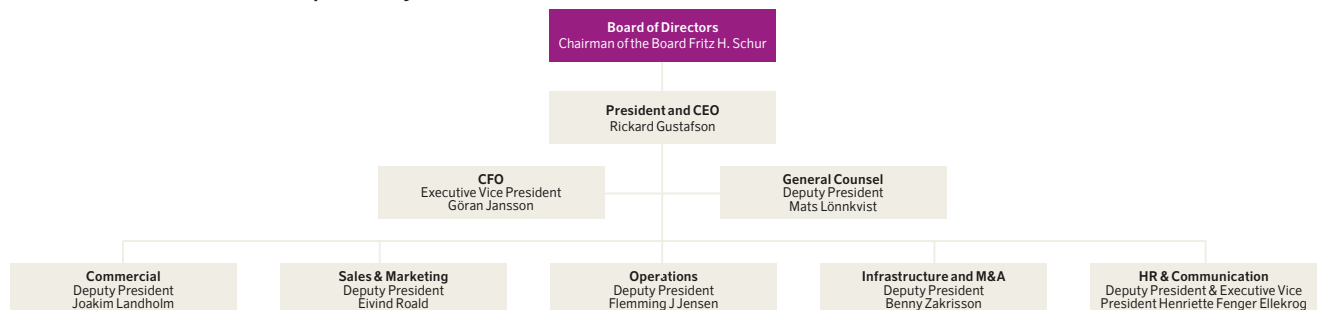 Board of Directors
Chairman of the Board Fritz H. Schur
President and CEO
Rickard Gustafson
CFO
Executive Vice President
Göran Jansson
General Counsel
Deputy President
Mats Lönnkvist
Commercial
Deputy President
Joakim Landholm
Sales & Marketing
Deputy President
Eivind Roald
Operations
Deputy President
Flemming J Jensen
Infrastructure and M&A
Deputy President
Benny Zakrisson
HR & Communication
Deputy President & Executive Vice
President Henriette Fenger Ellekrog